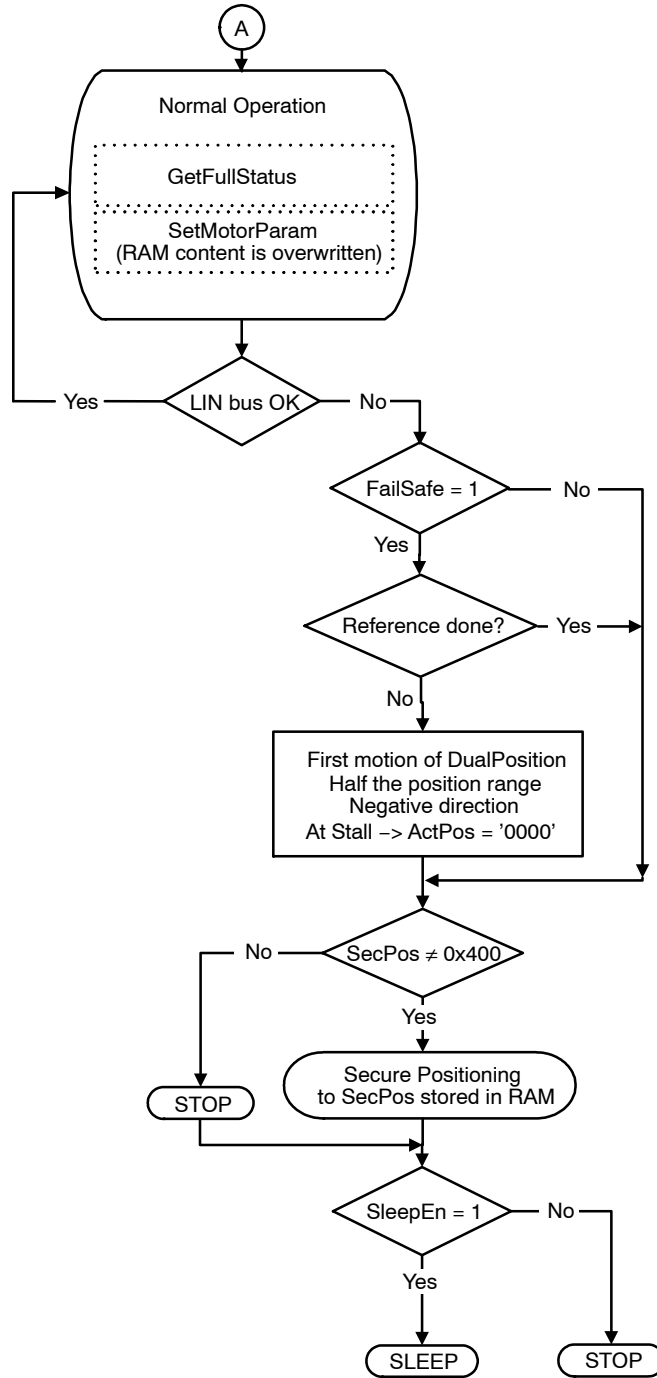 A
Normal Operation
GetFullStatus
SetMotorParam
(RAM content is overwritten)
Yes
LIN bus OK
No
FailSafe = 1
No
Yes
Reference done?
Yes
No
First motion of DualPosition
Half the position range
Negative direction
At Stall −> ActPos = '0000'
No
SecPos ≠ 0x400
Yes
Secure Positioning
to SecPos stored in RAM
STOP
SleepEn = 1
No
Yes
SLEEP
STOP